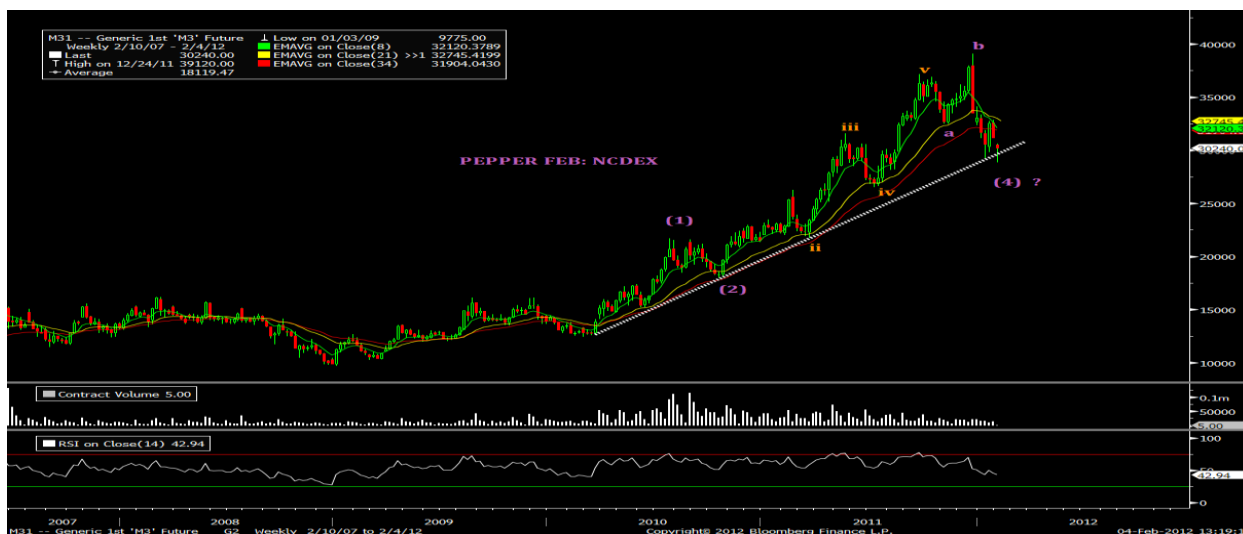 M31 -- Generic 1st 'M3' Future
Weekly 2/10/07 - 2/4/12
Last 30240.00
High on 12/24/11 39120.00
Average 18119.47
Low on 01/03/09 9775.00
EMAVG on Close(8) 32120.3789
EMAVG on Close(21) >>1 32745.4199
EMAVG on Close(34) 31904.0430
b
40000
v
35000
32745.4
32120.3
iii
a
PEPPER FEB: NCDEX
30240.0
iv
(4) ?
25000
(1)
ii
20000
(2)
15000
10000
Contract Volume 5.00
0.1m
50000
5.00
RSI on Close(14) 42.94
100
50
42.94
0
2007 2008 2009 2010 2011 2012
M31 -- Generic 1st 'M3' Future G2 Weekly 2/10/07 to 2/4/12 Copyright© 2012 Bloomberg Finance L.P. 04-Feb-2012 13:19:1